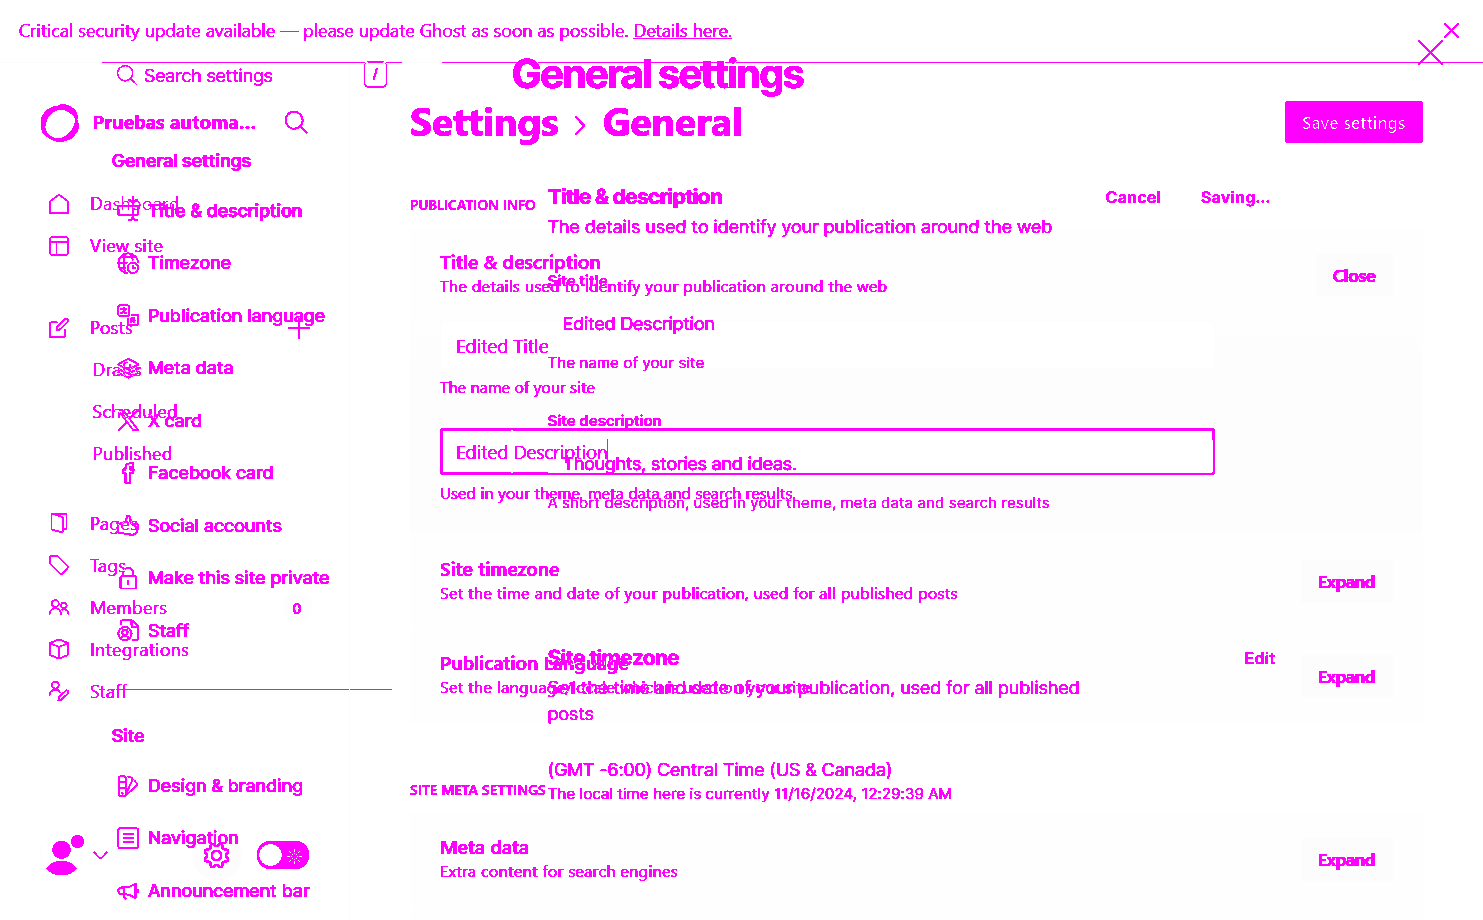 Critical security update available — please update Ghost as soon as possible. Details here.
Search settings
/
General settings
Pruebas automa...
Settings › General
Save settings
General settings
Dashboard
Title & description
PUBLICATION INFO
Title & description
Cancel
Saving...
The details used to identify your publication around the web
View site
Timezone
Title & description
The details used to identify your publication around the web
Close
Site title
Posts
Publication language
Edited Description
Edited Title
The name of your site
The name of your site
Drafts
Meta data
Scheduled
X card
Site description
Published
Edited Description
Thoughts, stories and ideas.
Facebook card
Used in your theme, meta data and search results
A short description, used in your theme, meta data and search results
Pages
Social accounts
Tags
Make this site private
Site timezone
Set the time and date of your publication, used for all published posts
Expand
Members
0
Staff
Integrations
Publication Language
Site timezone
Edit
Set the language/locale which is used on your site
Set the time and date of your publication, used for all published
posts
Expand
Staff
Site
Design & branding
(GMT -6:00) Central Time (US & Canada)
SITE META SETTINGS
The local time here is currently 11/16/2024, 12:29:39 AM
Navigation
Meta data
Extra content for search engines
Expand
Announcement bar